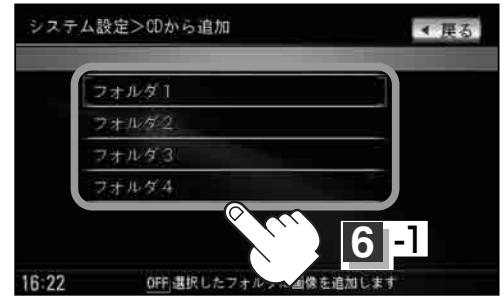 システム設定>CDから追加
◀ 戻る
フォルダ1
フォルダ2
フォルダ3
フォルダ4
6-1
16:22
OFF 選択したフォルダに画像を追加します